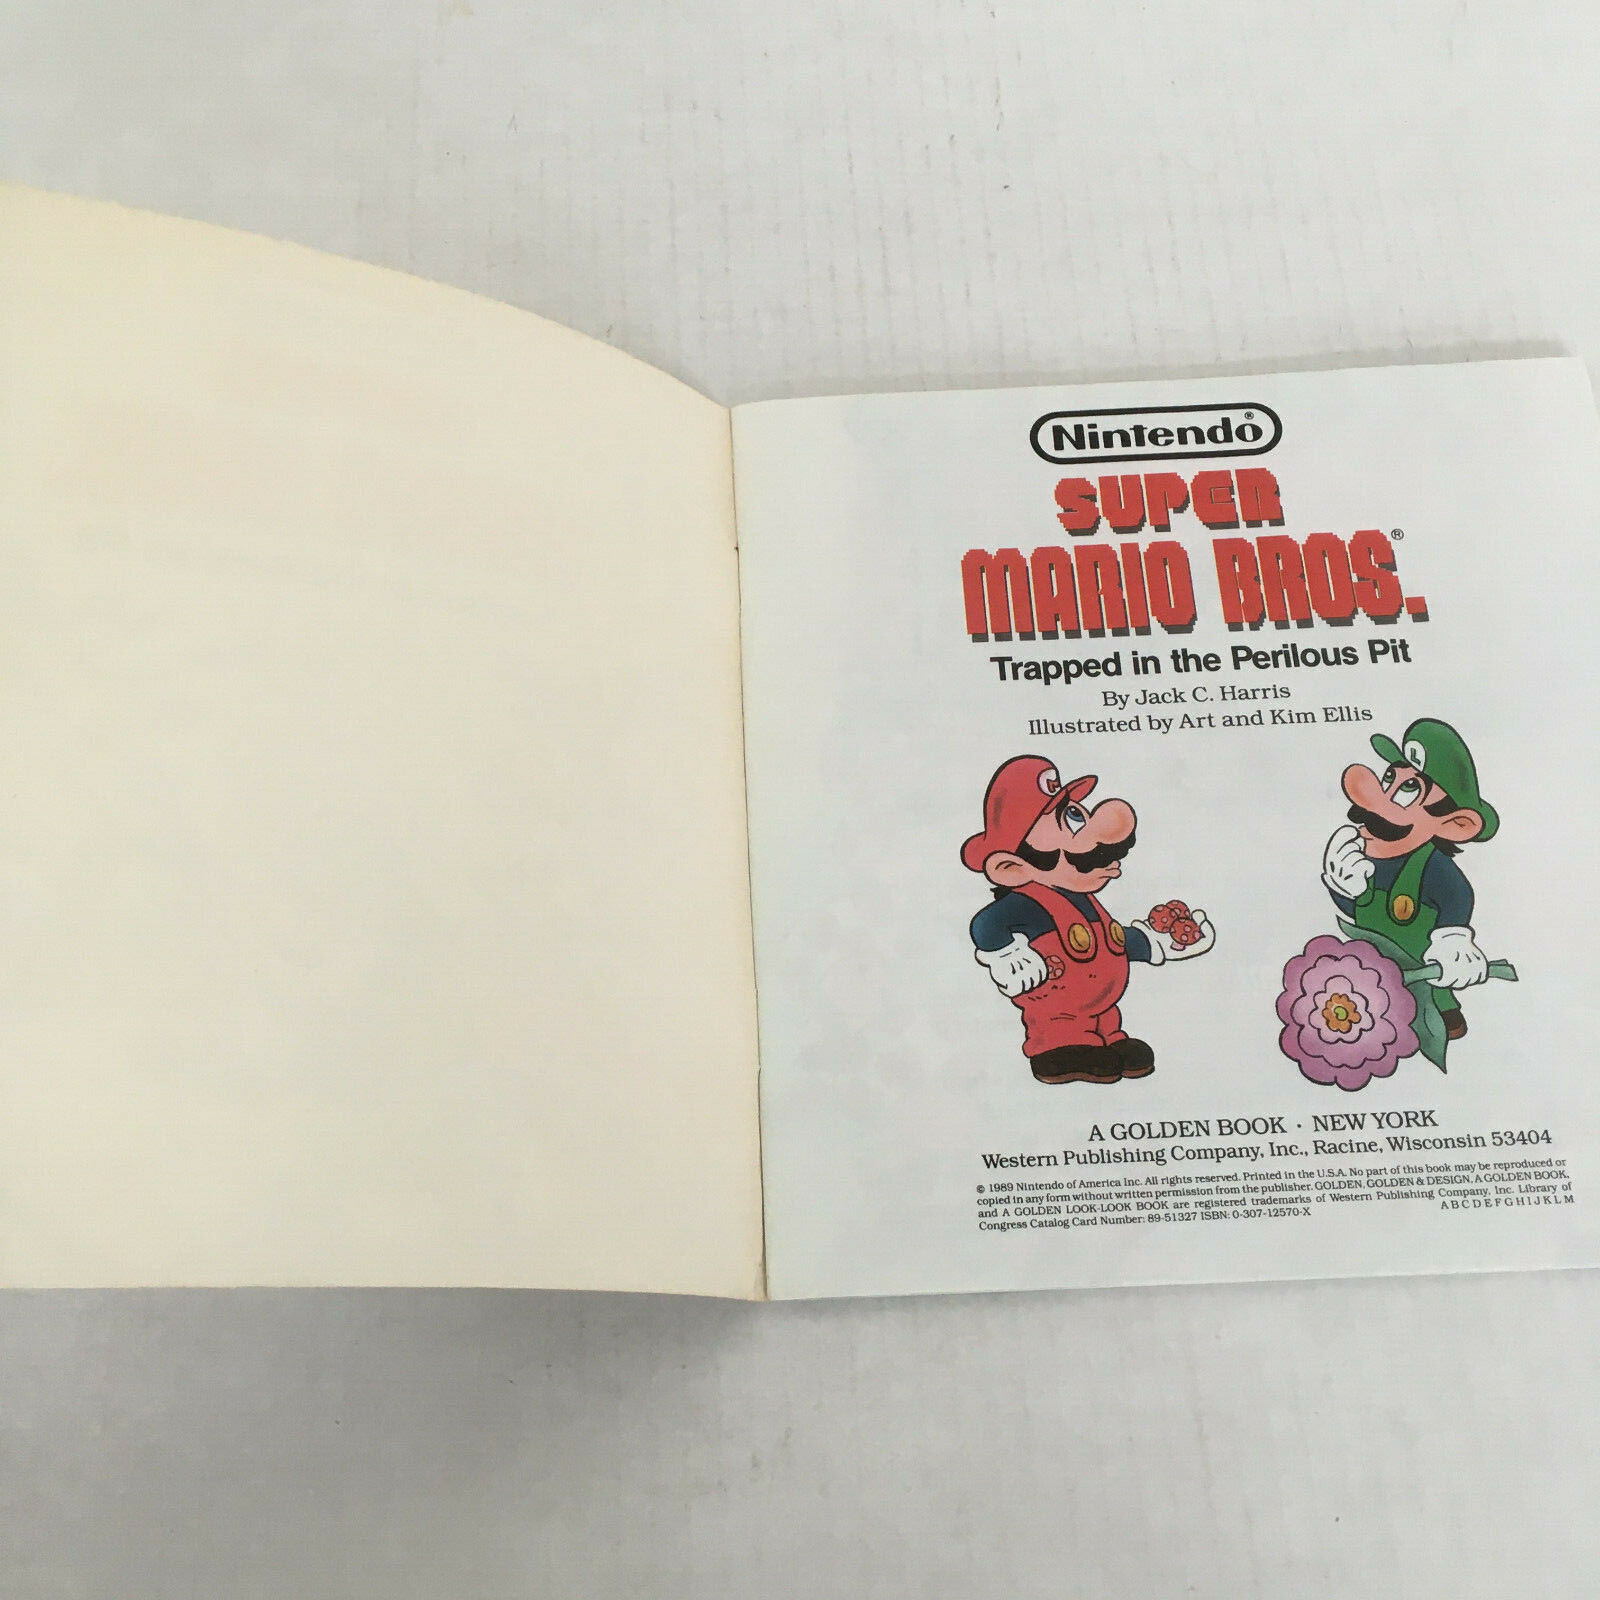 Nintendo®
SUPER
MARIO BROS.®
Trapped in the Perilous Pit
By Jack C. Harris
Illustrated by Art and Kim Ellis
M
L
A GOLDEN BOOK · NEW YORK
Western Publishing Company, Inc., Racine, Wisconsin 53404
© 1989 Nintendo of America Inc. All rights reserved. Printed in the U.S.A. No part of this book may be reproduced or
copied in any form without written permission from the publisher. GOLDEN, GOLDEN & DESIGN, A GOLDEN BOOK,
and A GOLDEN LOOK-LOOK BOOK are registered trademarks of Western Publishing Company, Inc. Library of
Congress Catalog Card Number: 89-51327 ISBN: 0-307-12570-X A B C D E F G H I J K L M